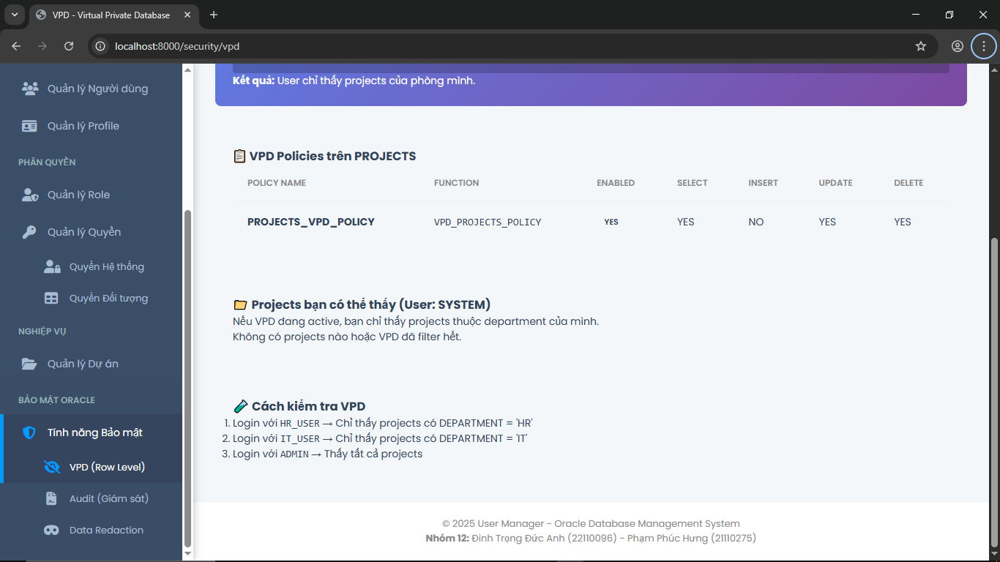 VPD - Virtual Private Database
localhost:8000/security/vpd
Quản lý Người dùng
Quản lý Profile
PHÂN QUYỀN
Quản lý Role
Quản lý Quyền
Quyền Hệ thống
Quyền Đối tượng
NGHIỆP VỤ
Quản lý Dự án
BẢO MẬT ORACLE
Tính năng Bảo mật
VPD (Row Level)
Audit (Giám sát)
Data Redaction
Kết quả: User chỉ thấy projects của phòng mình.
VPD Policies trên PROJECTS
POLICY NAME FUNCTION ENABLED SELECT INSERT UPDATE DELETE
PROJECTS_VPD_POLICY VPD_PROJECTS_POLICY YES YES NO YES YES
Projects bạn có thể thấy (User: SYSTEM)
Nếu VPD đang active, bạn chỉ thấy projects thuộc department của mình.
Không có projects nào hoặc VPD đã filter hết.
Cách kiểm tra VPD
1. Login với HR_USER → Chỉ thấy projects có DEPARTMENT = 'HR'
2. Login với IT_USER → Chỉ thấy projects có DEPARTMENT = 'IT'
3. Login với ADMIN → Thấy tất cả projects
© 2025 User Manager - Oracle Database Management System
Nhóm 12: Đinh Trọng Đức Anh (22110096) - Phạm Phúc Hưng (21110275)